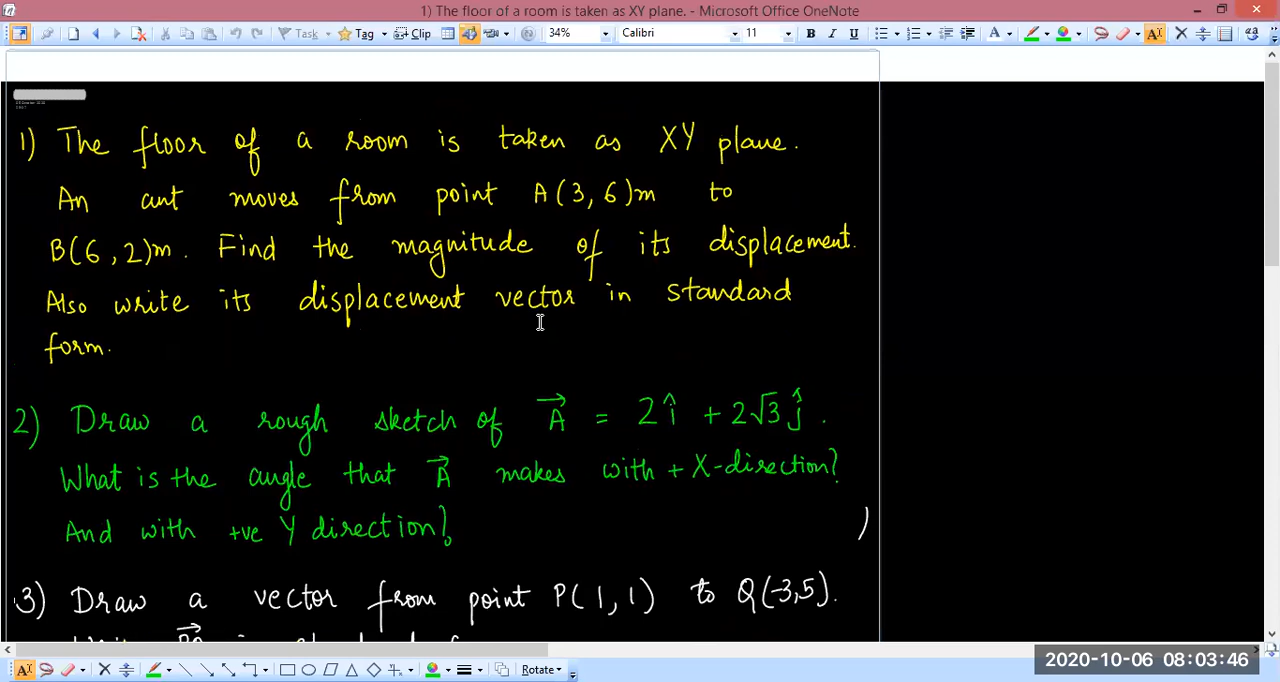 1) The floor of a room is taken as XY plane. - Microsoft Office OneNote
Task Tag Clip 34% Calibri 11 B I U
1) The floor of a room is taken as XY plane.
An ant moves from point A(3,6)m to
B(6,2)m. Find the magnitude of its displacement.
Also write its displacement vector in standard
form.
2) Draw a rough sketch of A⃗ = 2î + 2√3ĵ.
What is the angle that A⃗ makes with + X-direction?
And with +ve Y direction? )
3) Draw a vector from point P(1,1) to Q(-3,5).
2020-10-06 08:03:46
Rotate